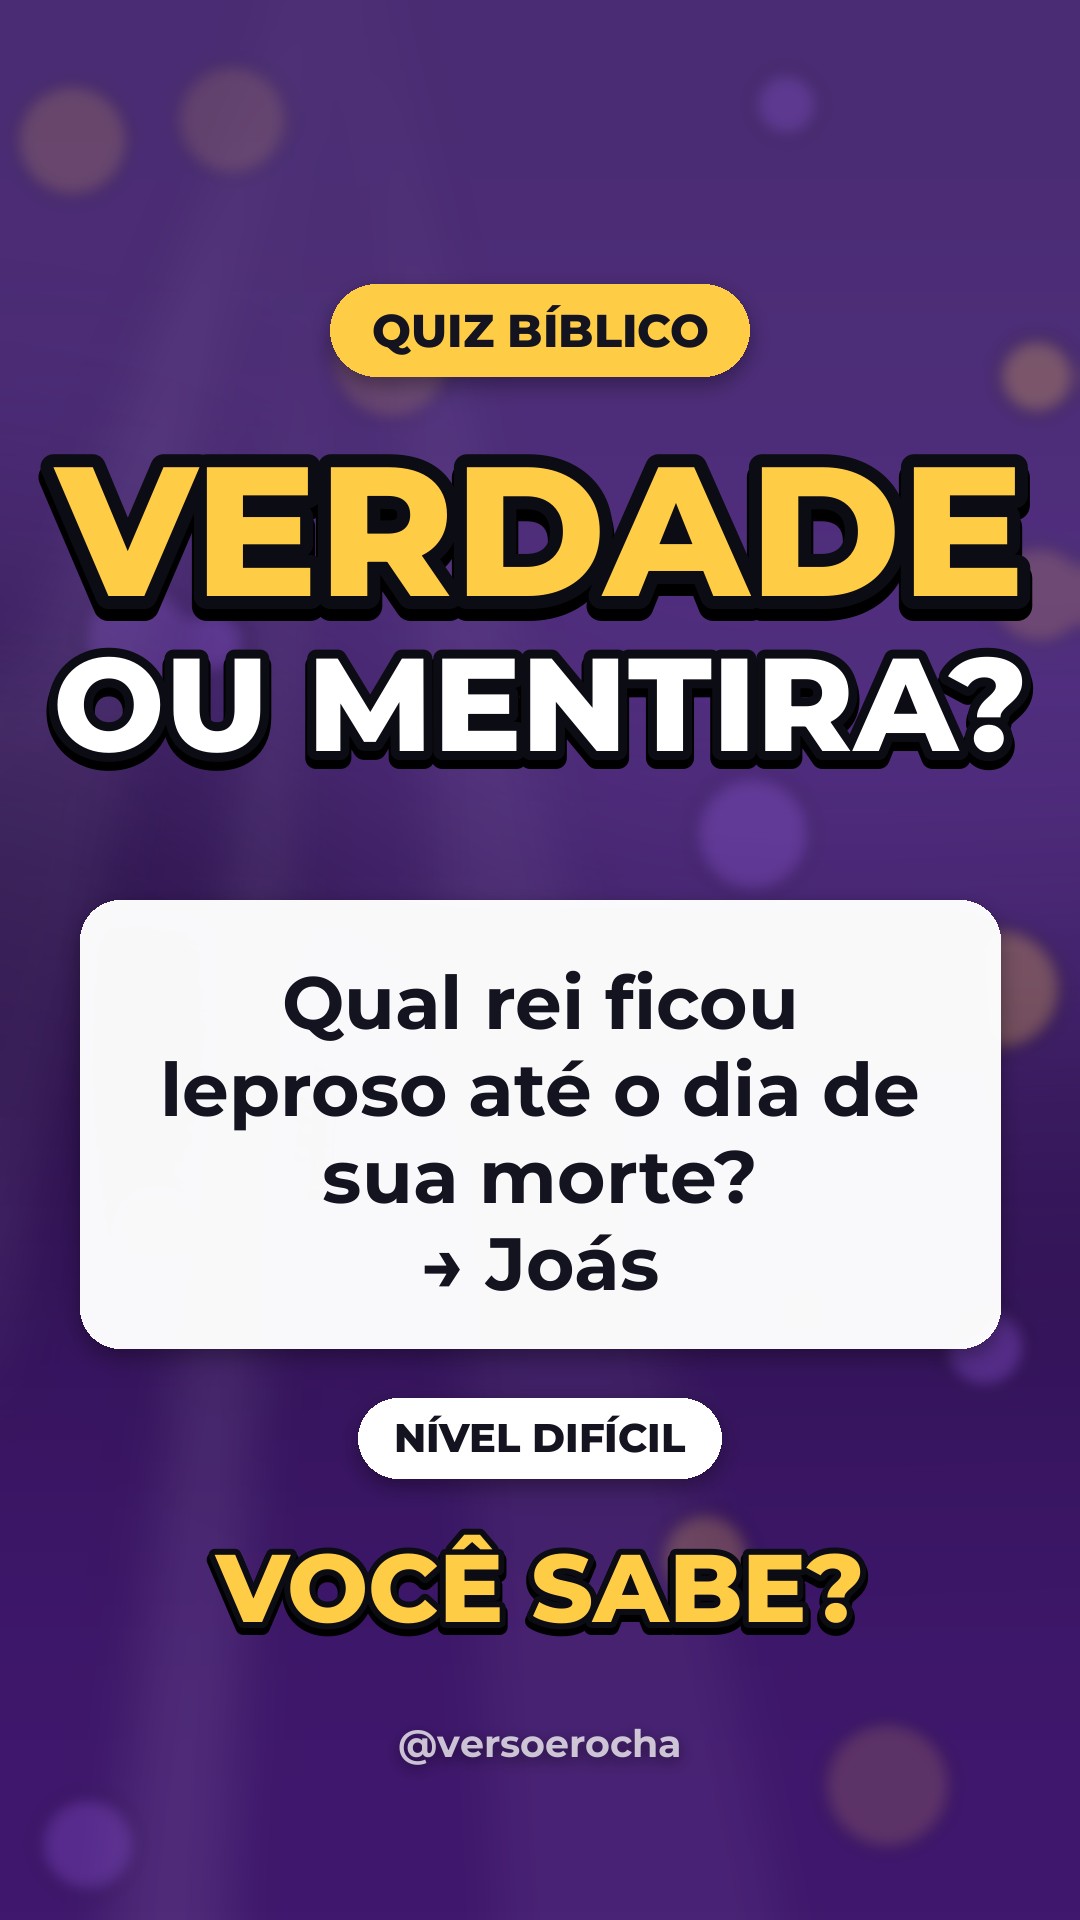 QUIZ BÍBLICO
VERDADE
OU MENTIRA?
Qual rei ficou
leproso até o dia de
sua morte?
→ Joás
NÍVEL DIFÍCIL
VOCÊ SABE?
@versoerocha